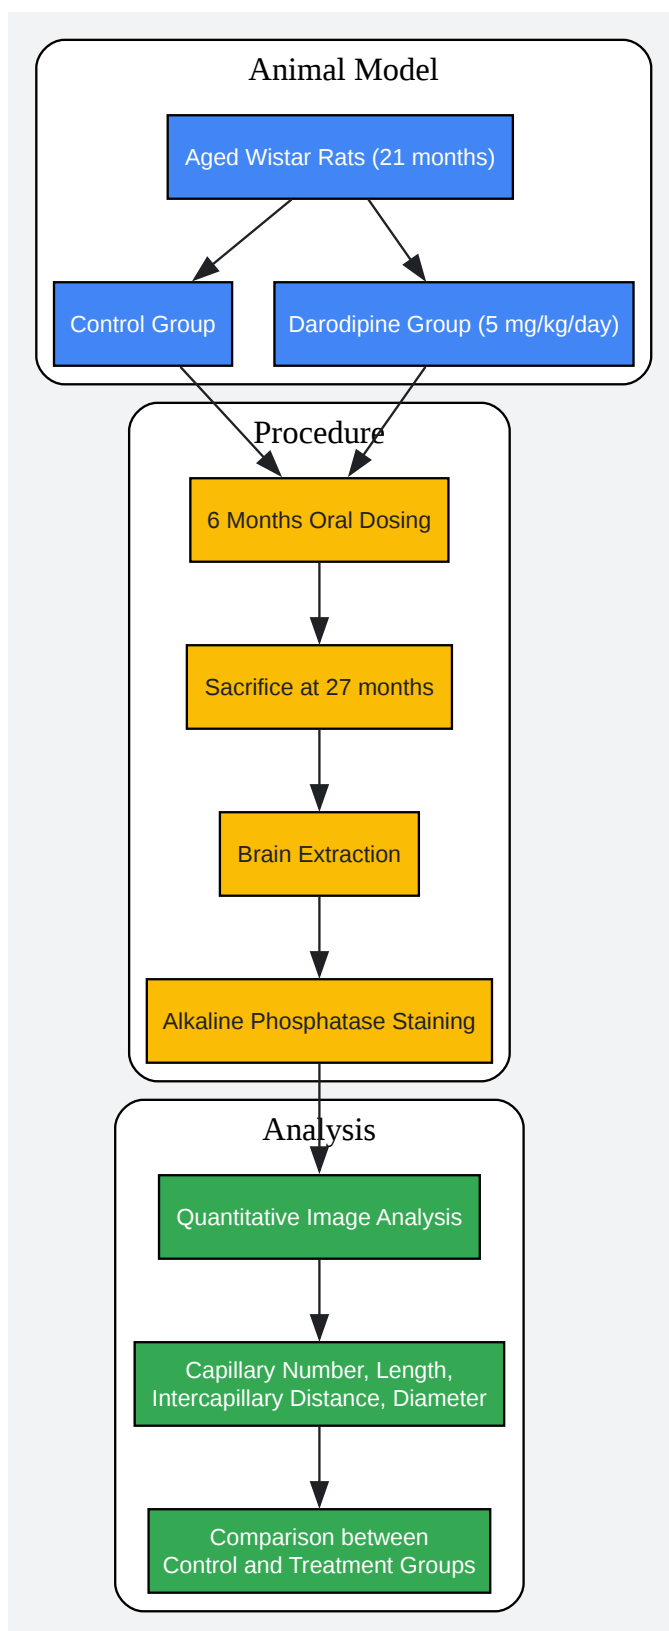 Animal Model
Aged Wistar Rats (21 months)
Control Group
Darodipine Group (5 mg/kg/day)
Procedure
6 Months Oral Dosing
Sacrifice at 27 months
Brain Extraction
Alkaline Phosphatase Staining
Analysis
Quantitative Image Analysis
Capillary Number, Length,
Intercapillary Distance, Diameter
Comparison between
Control and Treatment Groups